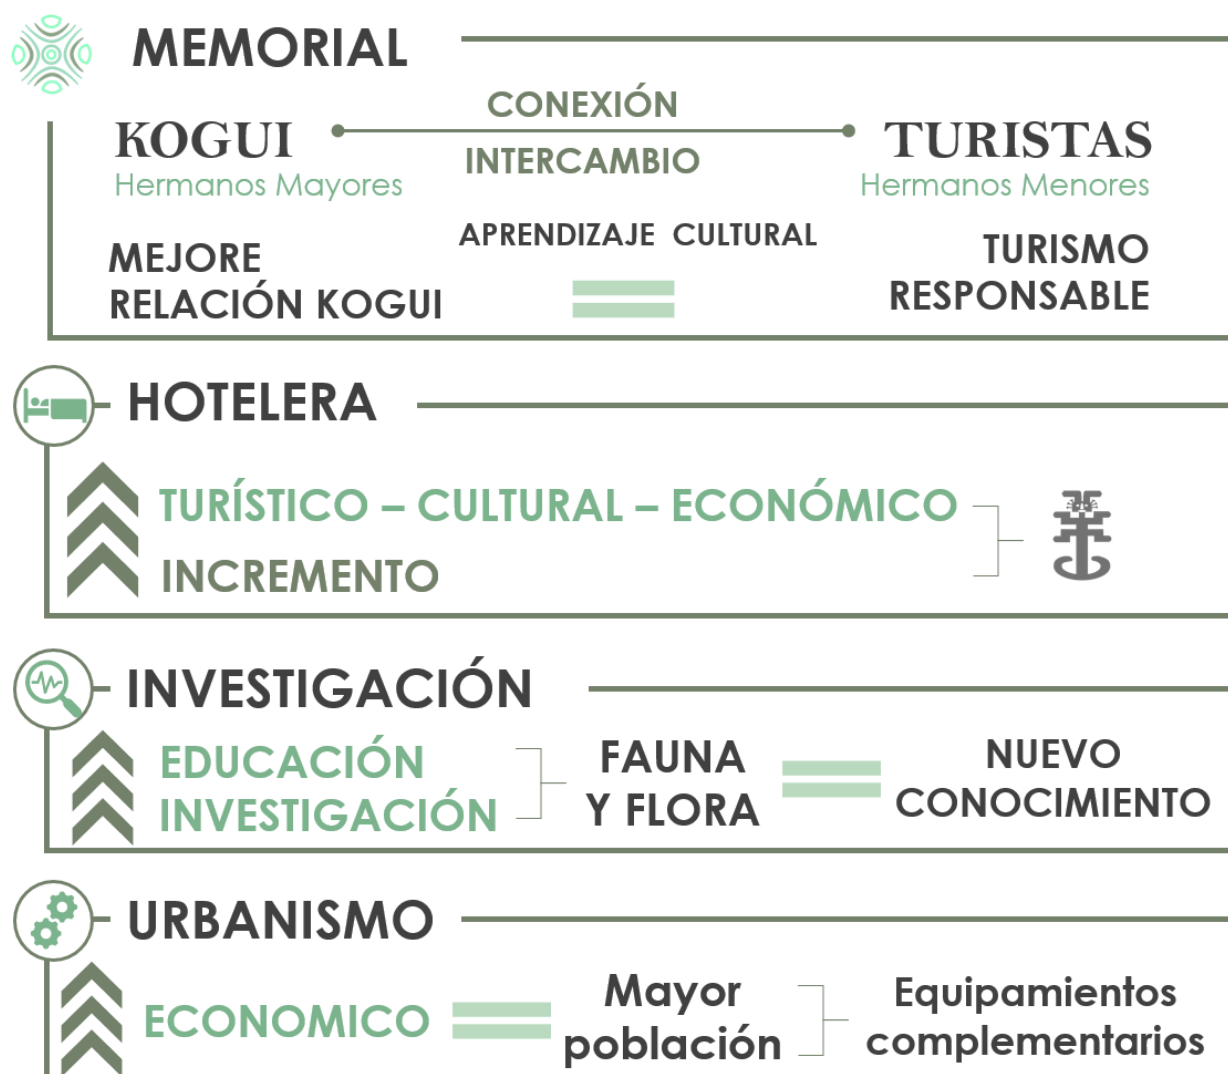 MEMORIAL
CONEXIÓN
KOGUI
TURISTAS
INTERCAMBIO
Hermanos Mayores
Hermanos Menores
APRENDIZAJE CULTURAL
MEJORE
RELACIÓN KOGUI
TURISMO
RESPONSABLE
HOTELERA
TURÍSTICO – CULTURAL – ECONÓMICO
INCREMENTO
INVESTIGACIÓN
EDUCACIÓN
INVESTIGACIÓN
FAUNA
Y FLORA
NUEVO
CONOCIMIENTO
URBANISMO
ECONOMICO
Mayor
población
Equipamientos
complementarios